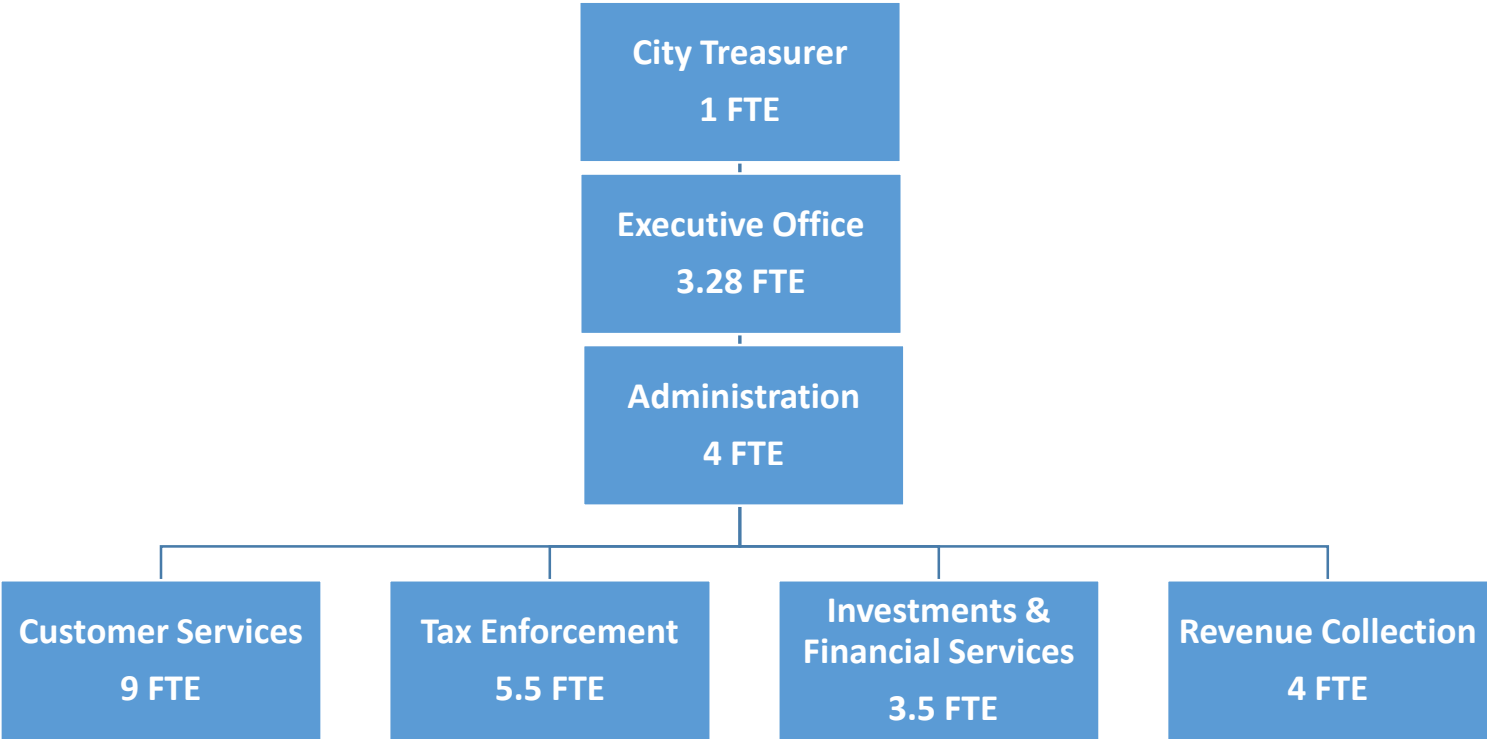 City Treasurer
1 FTE
Executive Office
3.28 FTE
Administration
4 FTE
Customer Services
9 FTE
Tax Enforcement
5.5 FTE
Investments &
Financial Services
3.5 FTE
Revenue Collection
4 FTE